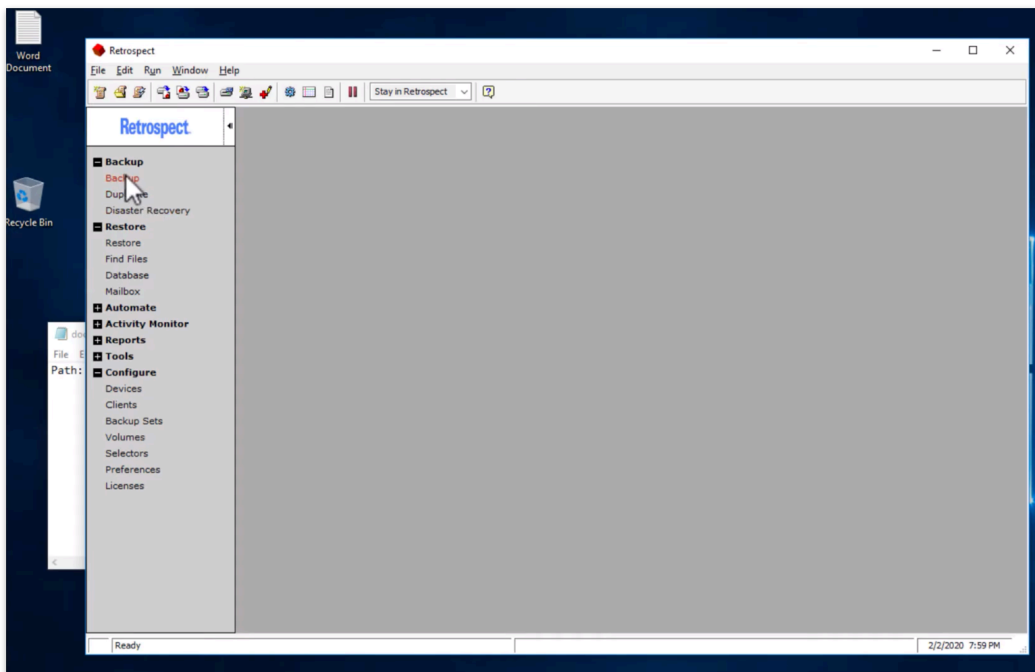 Word
Document
Recycle Bin
File
Path:
Retrospect
File Edit Run Window Help
Stay in Retrospect
Retrospect
Backup
Backup
Disaster Recovery
Restore
Restore
Find Files
Database
Mailbox
Automate
Activity Monitor
Reports
Tools
Configure
Devices
Clients
Backup Sets
Volumes
Selectors
Preferences
Licenses
Ready
2/2/2020 7:59 PM